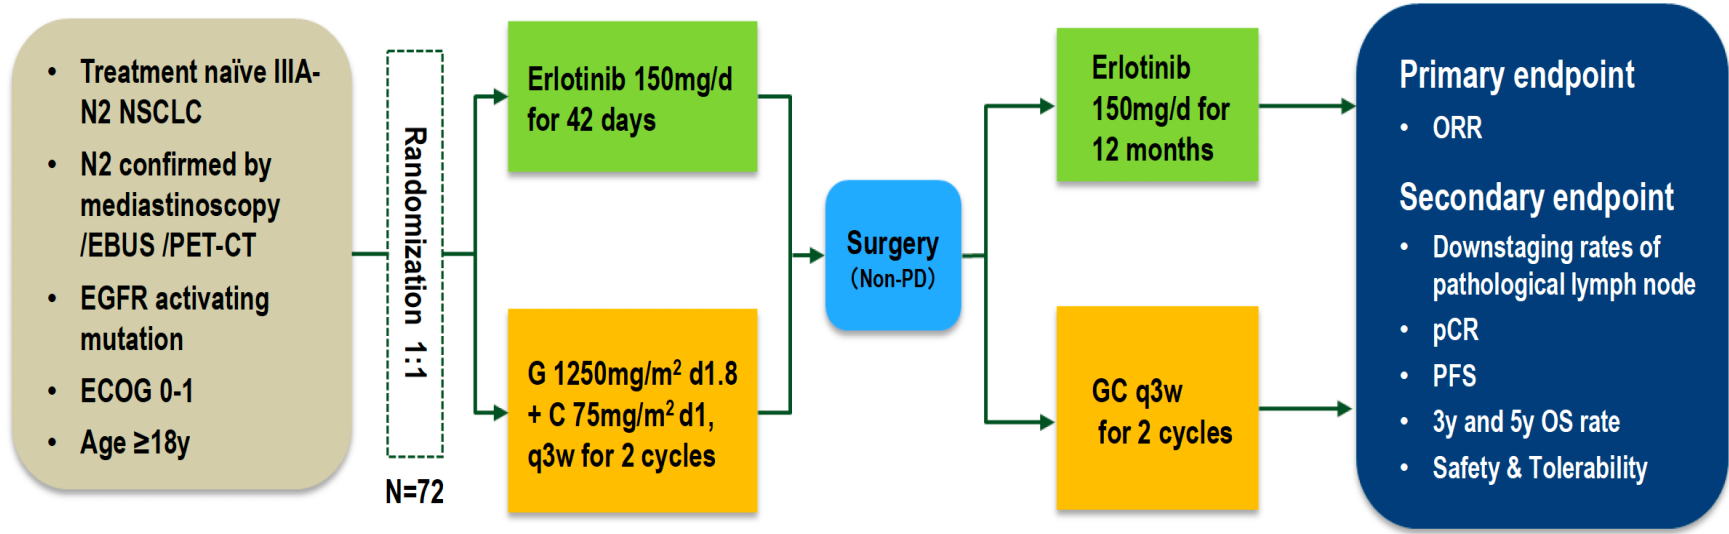 • Treatment naïve IIIA-
N2 NSCLC
• N2 confirmed by
mediastinoscopy
/EBUS /PET-CT
• EGFR activating
mutation
• ECOG 0-1
• Age ≥18y
Randomization 1:1
N=72
Erlotinib 150mg/d
for 42 days
G 1250mg/m² d1.8
+ C 75mg/m² d1,
q3w for 2 cycles
Surgery
（Non-PD）
Erlotinib
150mg/d for
12 months
GC q3w
for 2 cycles
Primary endpoint
• ORR
Secondary endpoint
• Downstaging rates of
pathological lymph node
• pCR
• PFS
• 3y and 5y OS rate
• Safety & Tolerability